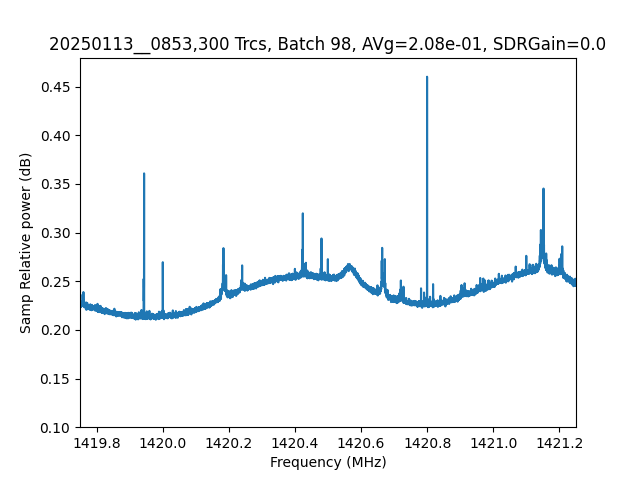 20250113__0853,300 Trcs, Batch 98, AVg=2.08e-01, SDRGain=0.0
0.45
0.40
0.35
0.30
0.25
0.20
0.15
0.10
Samp Relative power (dB)
1419.8 1420.0 1420.2 1420.4 1420.6 1420.8 1421.0 1421.2
Frequency (MHz)